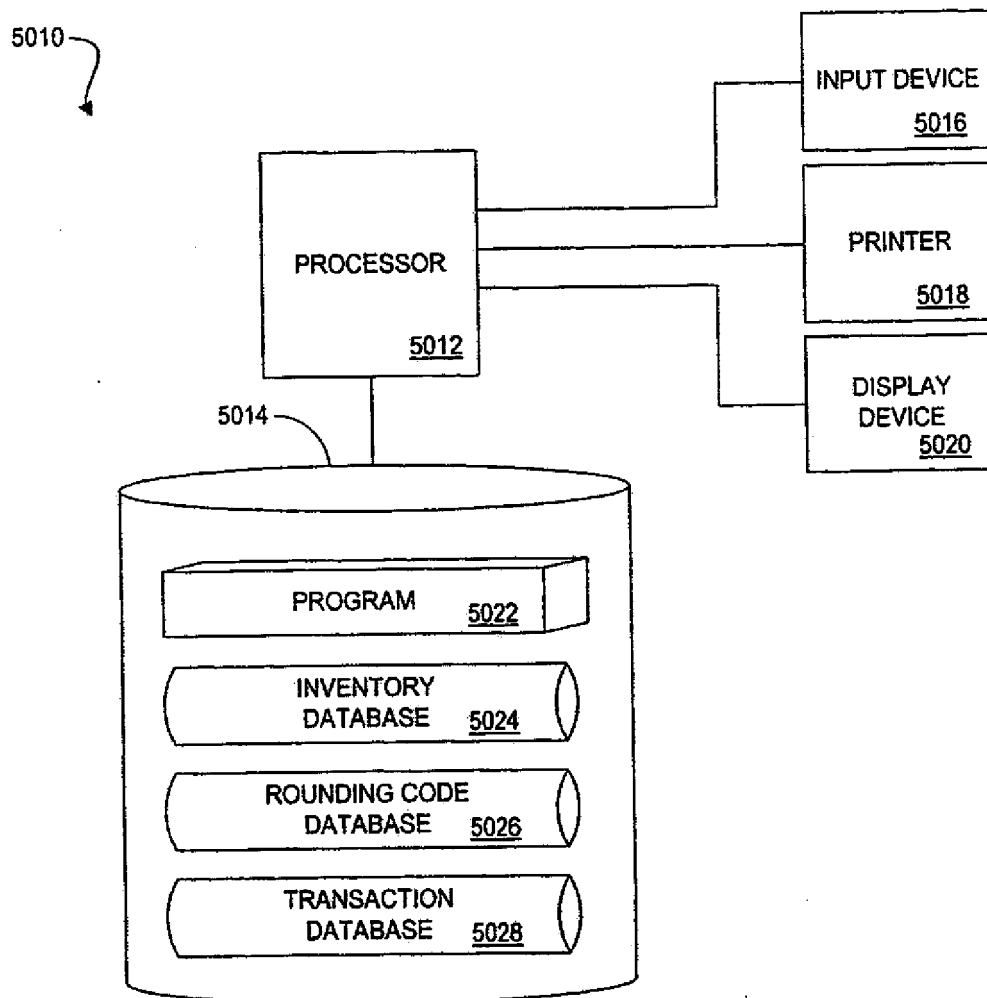 5010
INPUT DEVICE
5016
PROCESSOR
5012
PRINTER
5018
DISPLAY
DEVICE
5020
5014
PROGRAM
5022
INVENTORY
DATABASE
5024
ROUNDING CODE
DATABASE
5026
TRANSACTION
DATABASE
5028